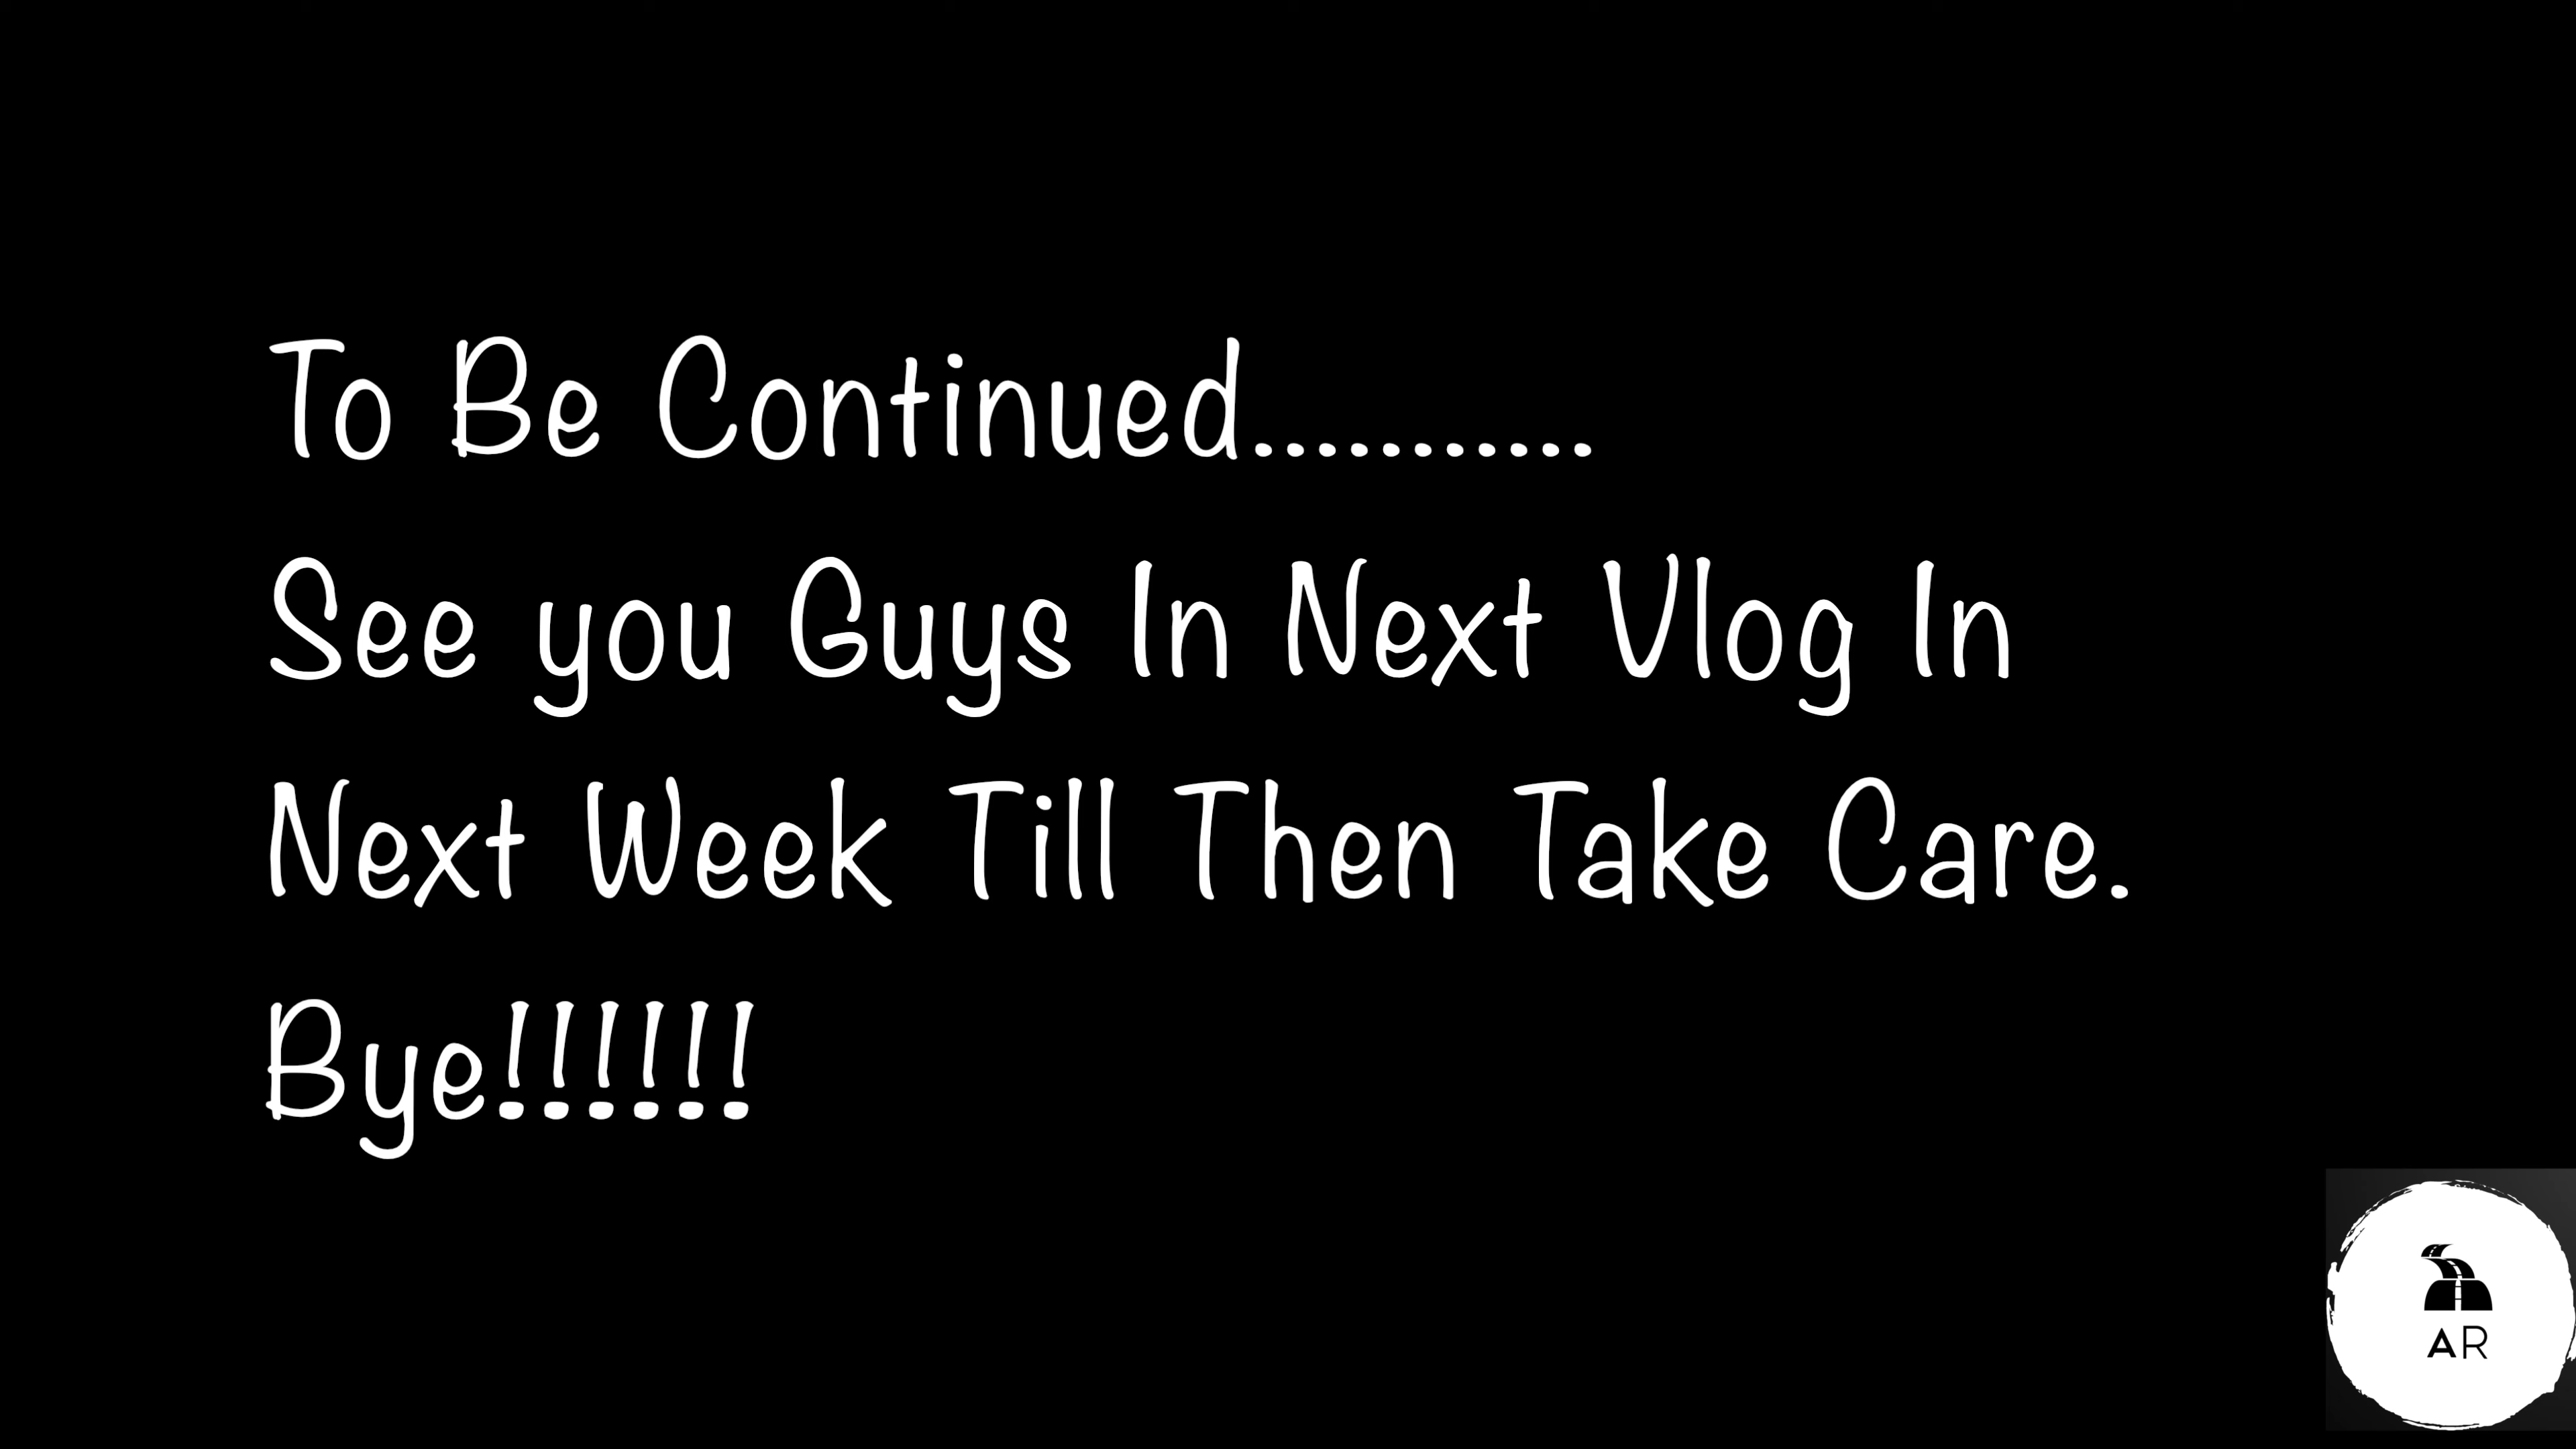 To Be Continued...........
See you Guys In Next Vlog In
Next Week Till Then Take Care.
Bye!!!!!!
AR